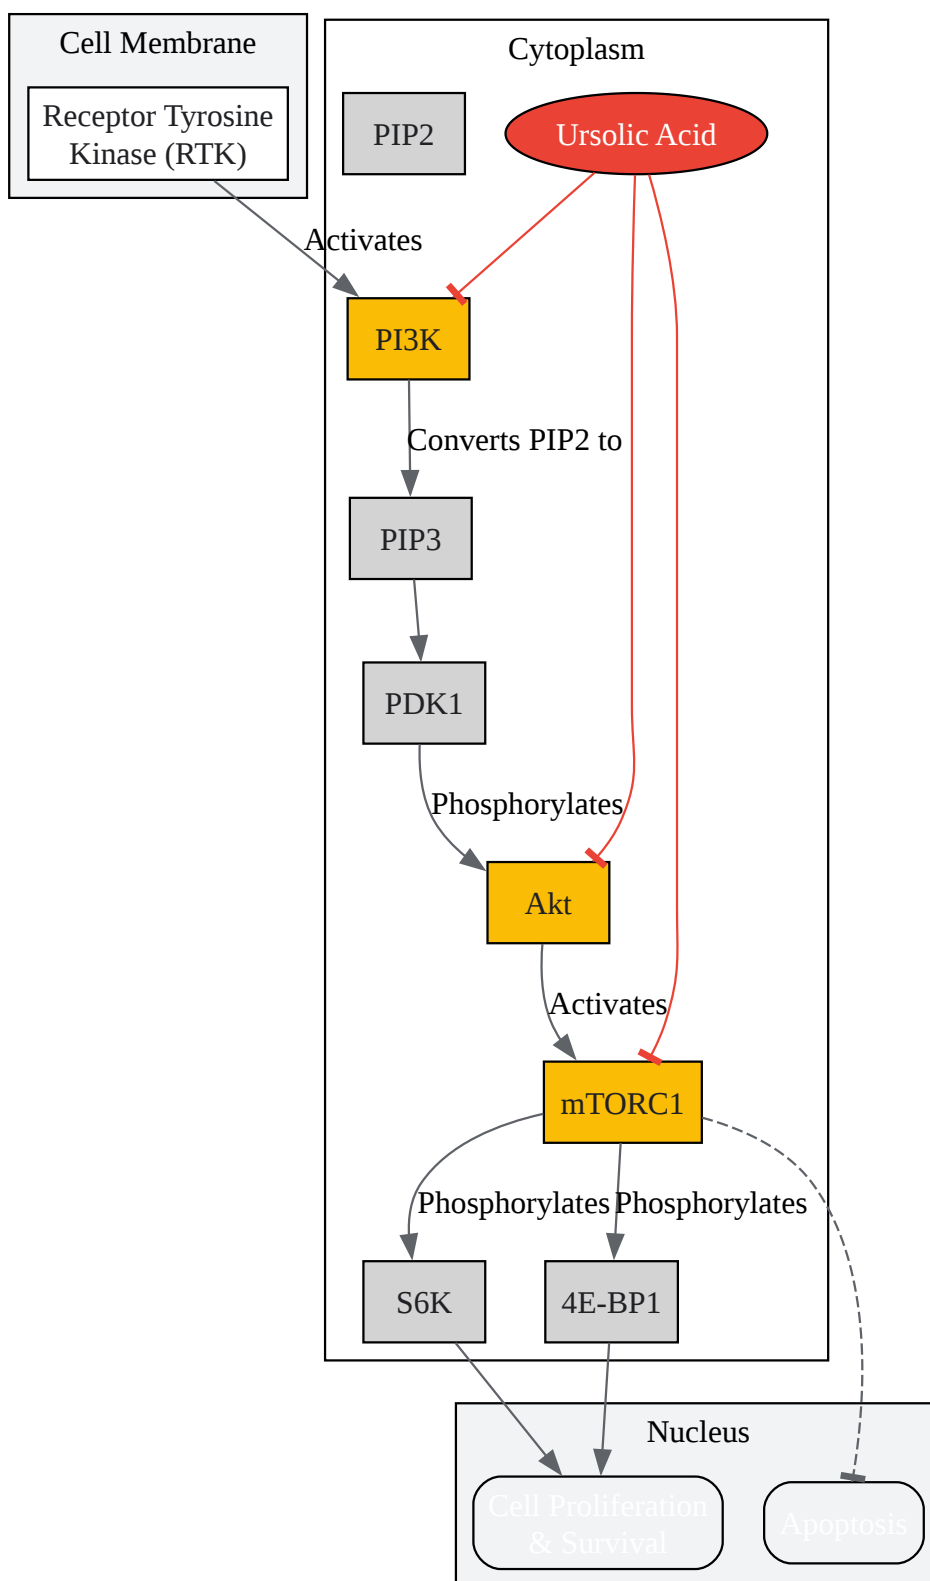 Cell Membrane
Receptor Tyrosine
Kinase (RTK)
Cytoplasm
PIP2
Ursolic Acid
Activates
PI3K
Converts PIP2 to
PIP3
PDK1
Phosphorylates
Akt
Activates
mTORC1
Phosphorylates
Phosphorylates
S6K
4E-BP1
Nucleus
Cell Proliferation
& Survival
Apoptosis